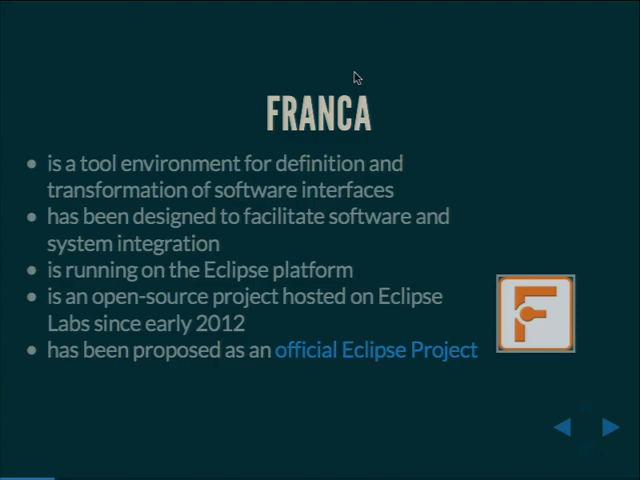 FRANCA
is a tool environment for definition and
transformation of software interfaces
has been designed to facilitate software and
system integration
is running on the Eclipse platform
is an open-source project hosted on Eclipse
Labs since early 2012
has been proposed as an official Eclipse Project
F